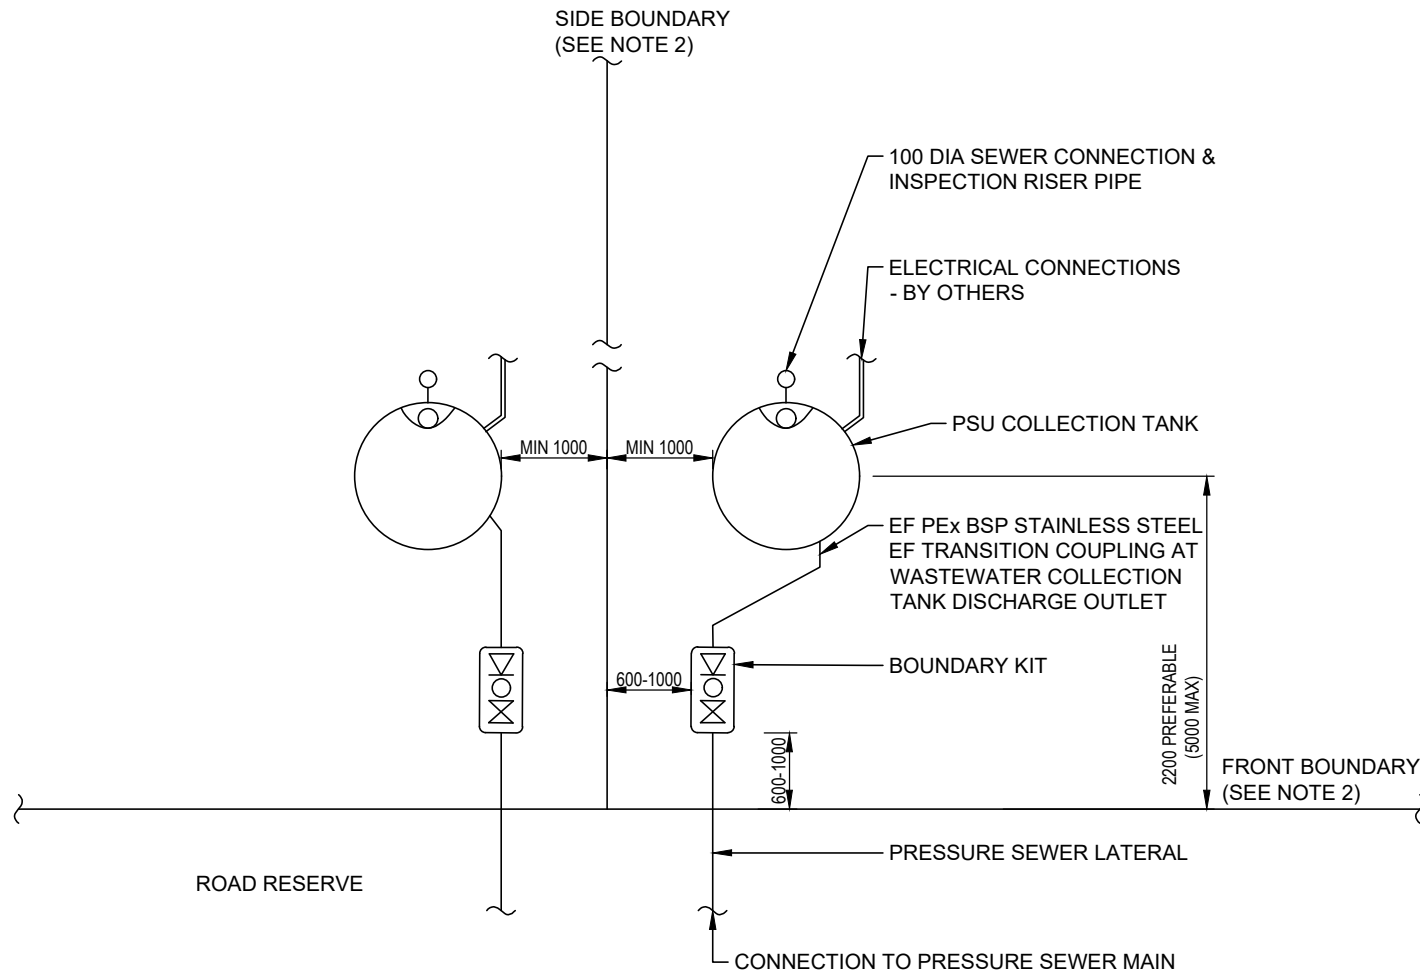 SIDE BOUNDARY
(SEE NOTE 2)
100 DIA SEWER CONNECTION &
INSPECTION RISER PIPE
ELECTRICAL CONNECTIONS
- BY OTHERS
PSU COLLECTION TANK
MIN 1000
MIN 1000
EF PEx BSP STAINLESS STEEL
EF TRANSITION COUPLING AT
WASTEWATER COLLECTION
TANK DISCHARGE OUTLET
BOUNDARY KIT
600-1000
600-1000
2200 PREFERABLE
(5000 MAX)
FRONT BOUNDARY
(SEE NOTE 2)
PRESSURE SEWER LATERAL
ROAD RESERVE
CONNECTION TO PRESSURE SEWER MAIN